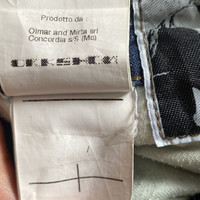 Prodotto da :
Olmar and Mirta srl
Concordia s/S (Mo)